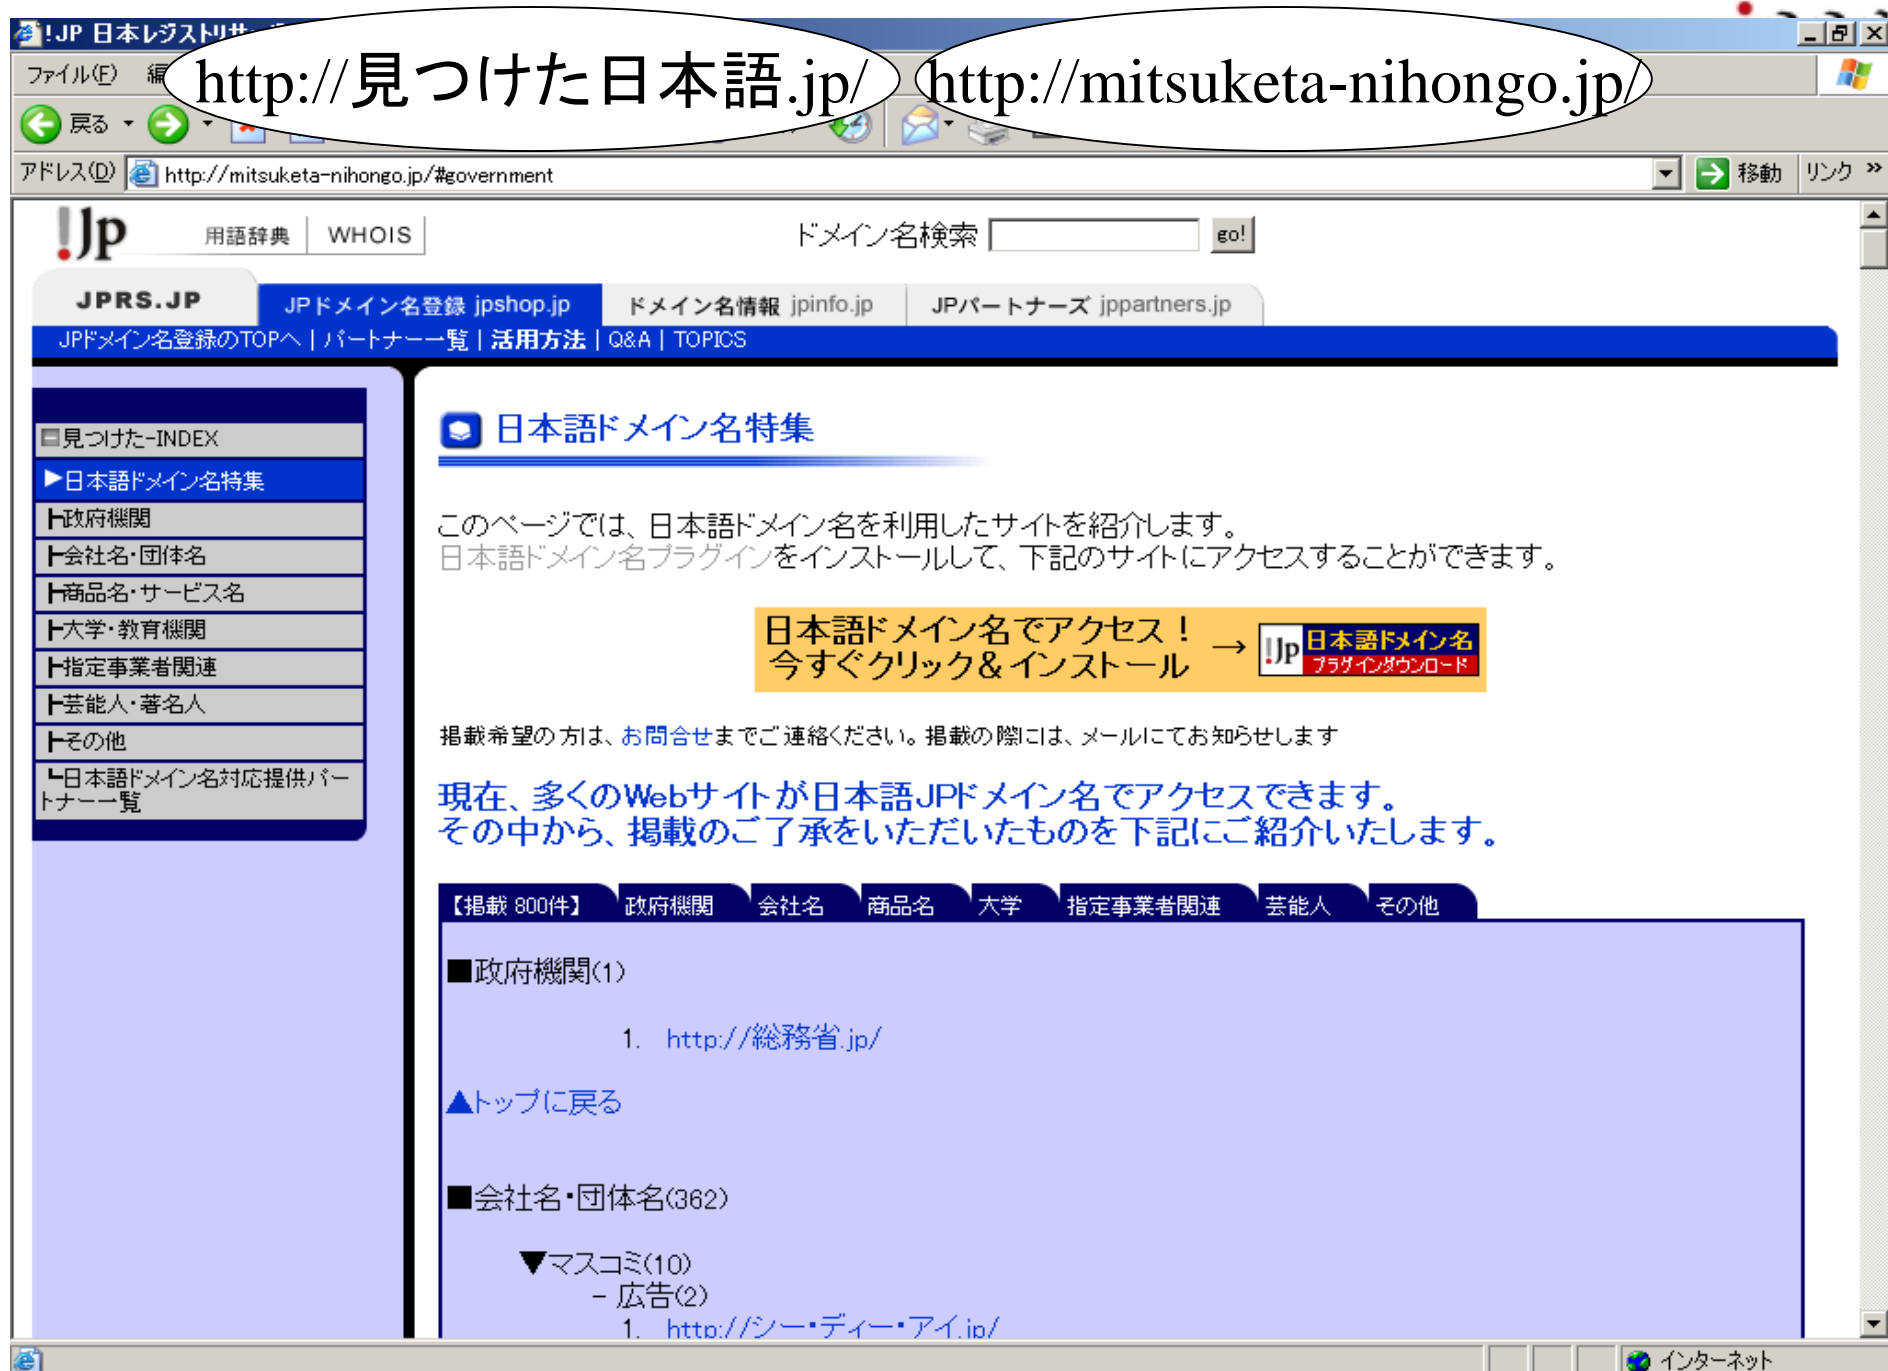 !JP 日本レジストリサ
http://見つけた日本語.jp/
http://mitsuketa-nihongo.jp/
ファイル(F) 編
戻る
アドレス(D) http://mitsuketa-nihongo.jp/#government 移動 リンク »
!Jp 用語辞典 WHOIS ドメイン名検索 go!
JPRS.JP JPドメイン名登録 jpshop.jp ドメイン名情報 jpinfo.jp JPパートナーズ jppartners.jp
JPドメイン名登録のTOPへ | パートナー一覧 | 活用方法 | Q&A | TOPICS
見つけた-INDEX
▶日本語ドメイン名特集
┣政府機関
┣会社名・団体名
┣商品名・サービス名
┣大学・教育機関
┣指定事業者関連
┣芸能人・著名人
┣その他
┗日本語ドメイン名対応提供パー
トナー一覧
日本語ドメイン名特集
このページでは、日本語ドメイン名を利用したサイトを紹介します。
日本語ドメイン名プラグインをインストールして、下記のサイトにアクセスすることができます。
日本語ドメイン名でアクセス！
今すぐクリック＆インストール
→ !Jp 日本語ドメイン名
プラグインダウンロード
掲載希望の方は、お問合せまでご連絡ください。掲載の際には、メールにてお知らせします
現在、多くのWebサイトが日本語JPドメイン名でアクセスできます。
その中から、掲載のご了承をいただいたものを下記にご紹介いたします。
【掲載 800件】 政府機関 会社名 商品名 大学 指定事業者関連 芸能人 その他
■政府機関(1)
1. http://総務省.jp/
▲トップに戻る
■会社名・団体名(362)
▼マスコミ(10)
- 広告(2)
1. http://シー・ディー・アイ.jp/
インターネット